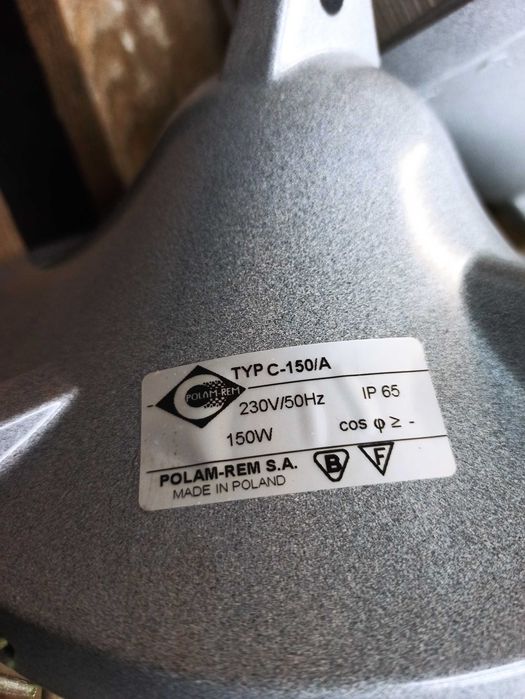 TYP C-150/A
POLAM-REM
230V/50Hz IP 65
150W cos φ ≥ -
POLAM-REM S.A. B F
MADE IN POLAND